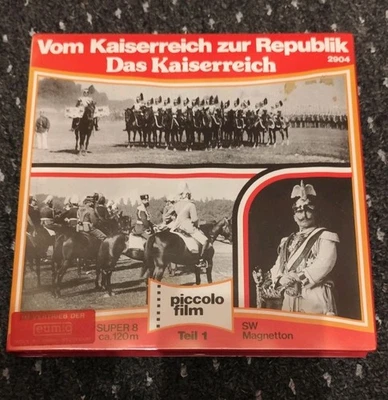 Vom Kaiserreich zur Republik
2904
Das Kaiserreich
piccolo
film
SUPER 8
ca. 120 m
Teil 1
SW
Magnetton